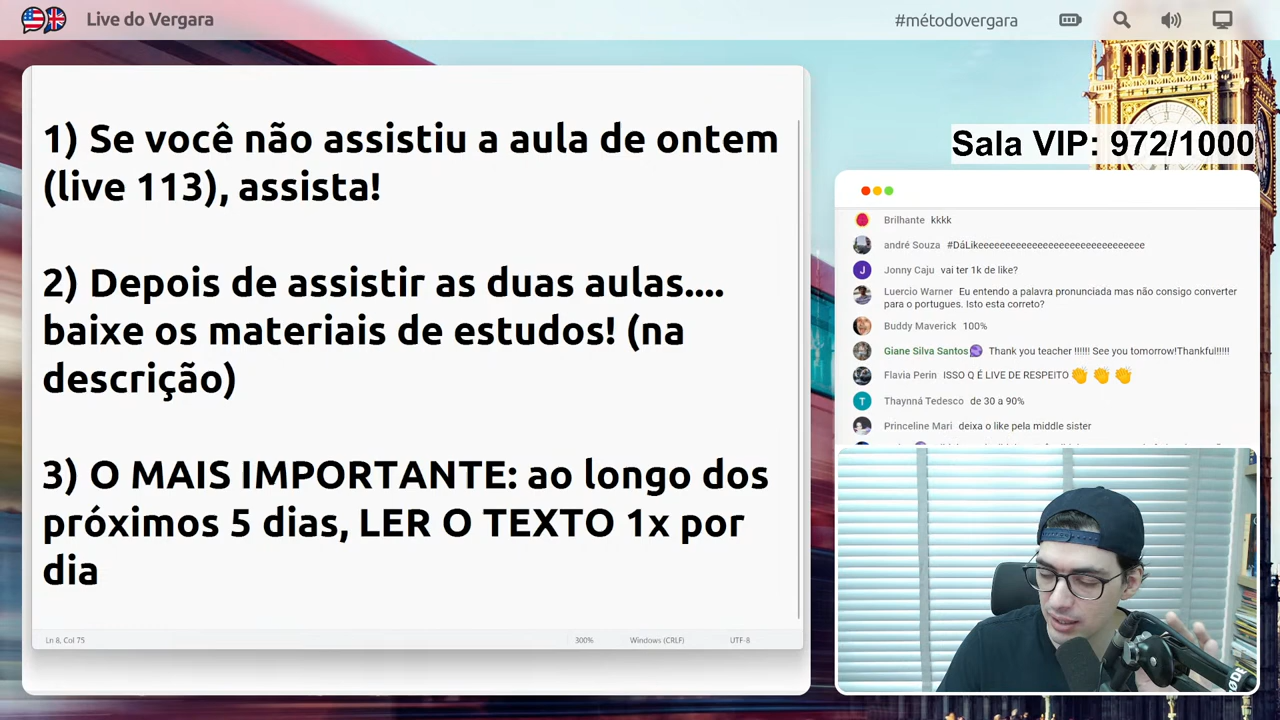 Live do Vergara
#métodovergara
1) Se você não assistiu a aula de ontem
(live 113), assista!
2) Depois de assistir as duas aulas....
baixe os materiais de estudos! (na
descrição)
3) O MAIS IMPORTANTE: ao longo dos
próximos 5 dias, LER O TEXTO 1x por
dia
Ln 8, Col 75
300%
Windows (CRLF)
UTF-8
Sala VIP: 972/1000
Brilhante kkkk
andré Souza #DáLikeeeeeeeeeeeeeeeeeeeeeeeeeeeeeeee
J
Jonny Caju vai ter 1k de like?
Luercio Warner Eu entendo a palavra pronunciada mas não consigo converter
para o portugues. Isto esta correto?
Buddy Maverick 100%
Giane Silva Santos Thank you teacher !!!!!! See you tomorrow!Thankful!!!!!
Flavia Perin ISSO Q É LIVE DE RESPEITO 👏 👏 👏
T
Thaynná Tedesco de 30 a 90%
Princeline Mari deixa o like pela middle sister